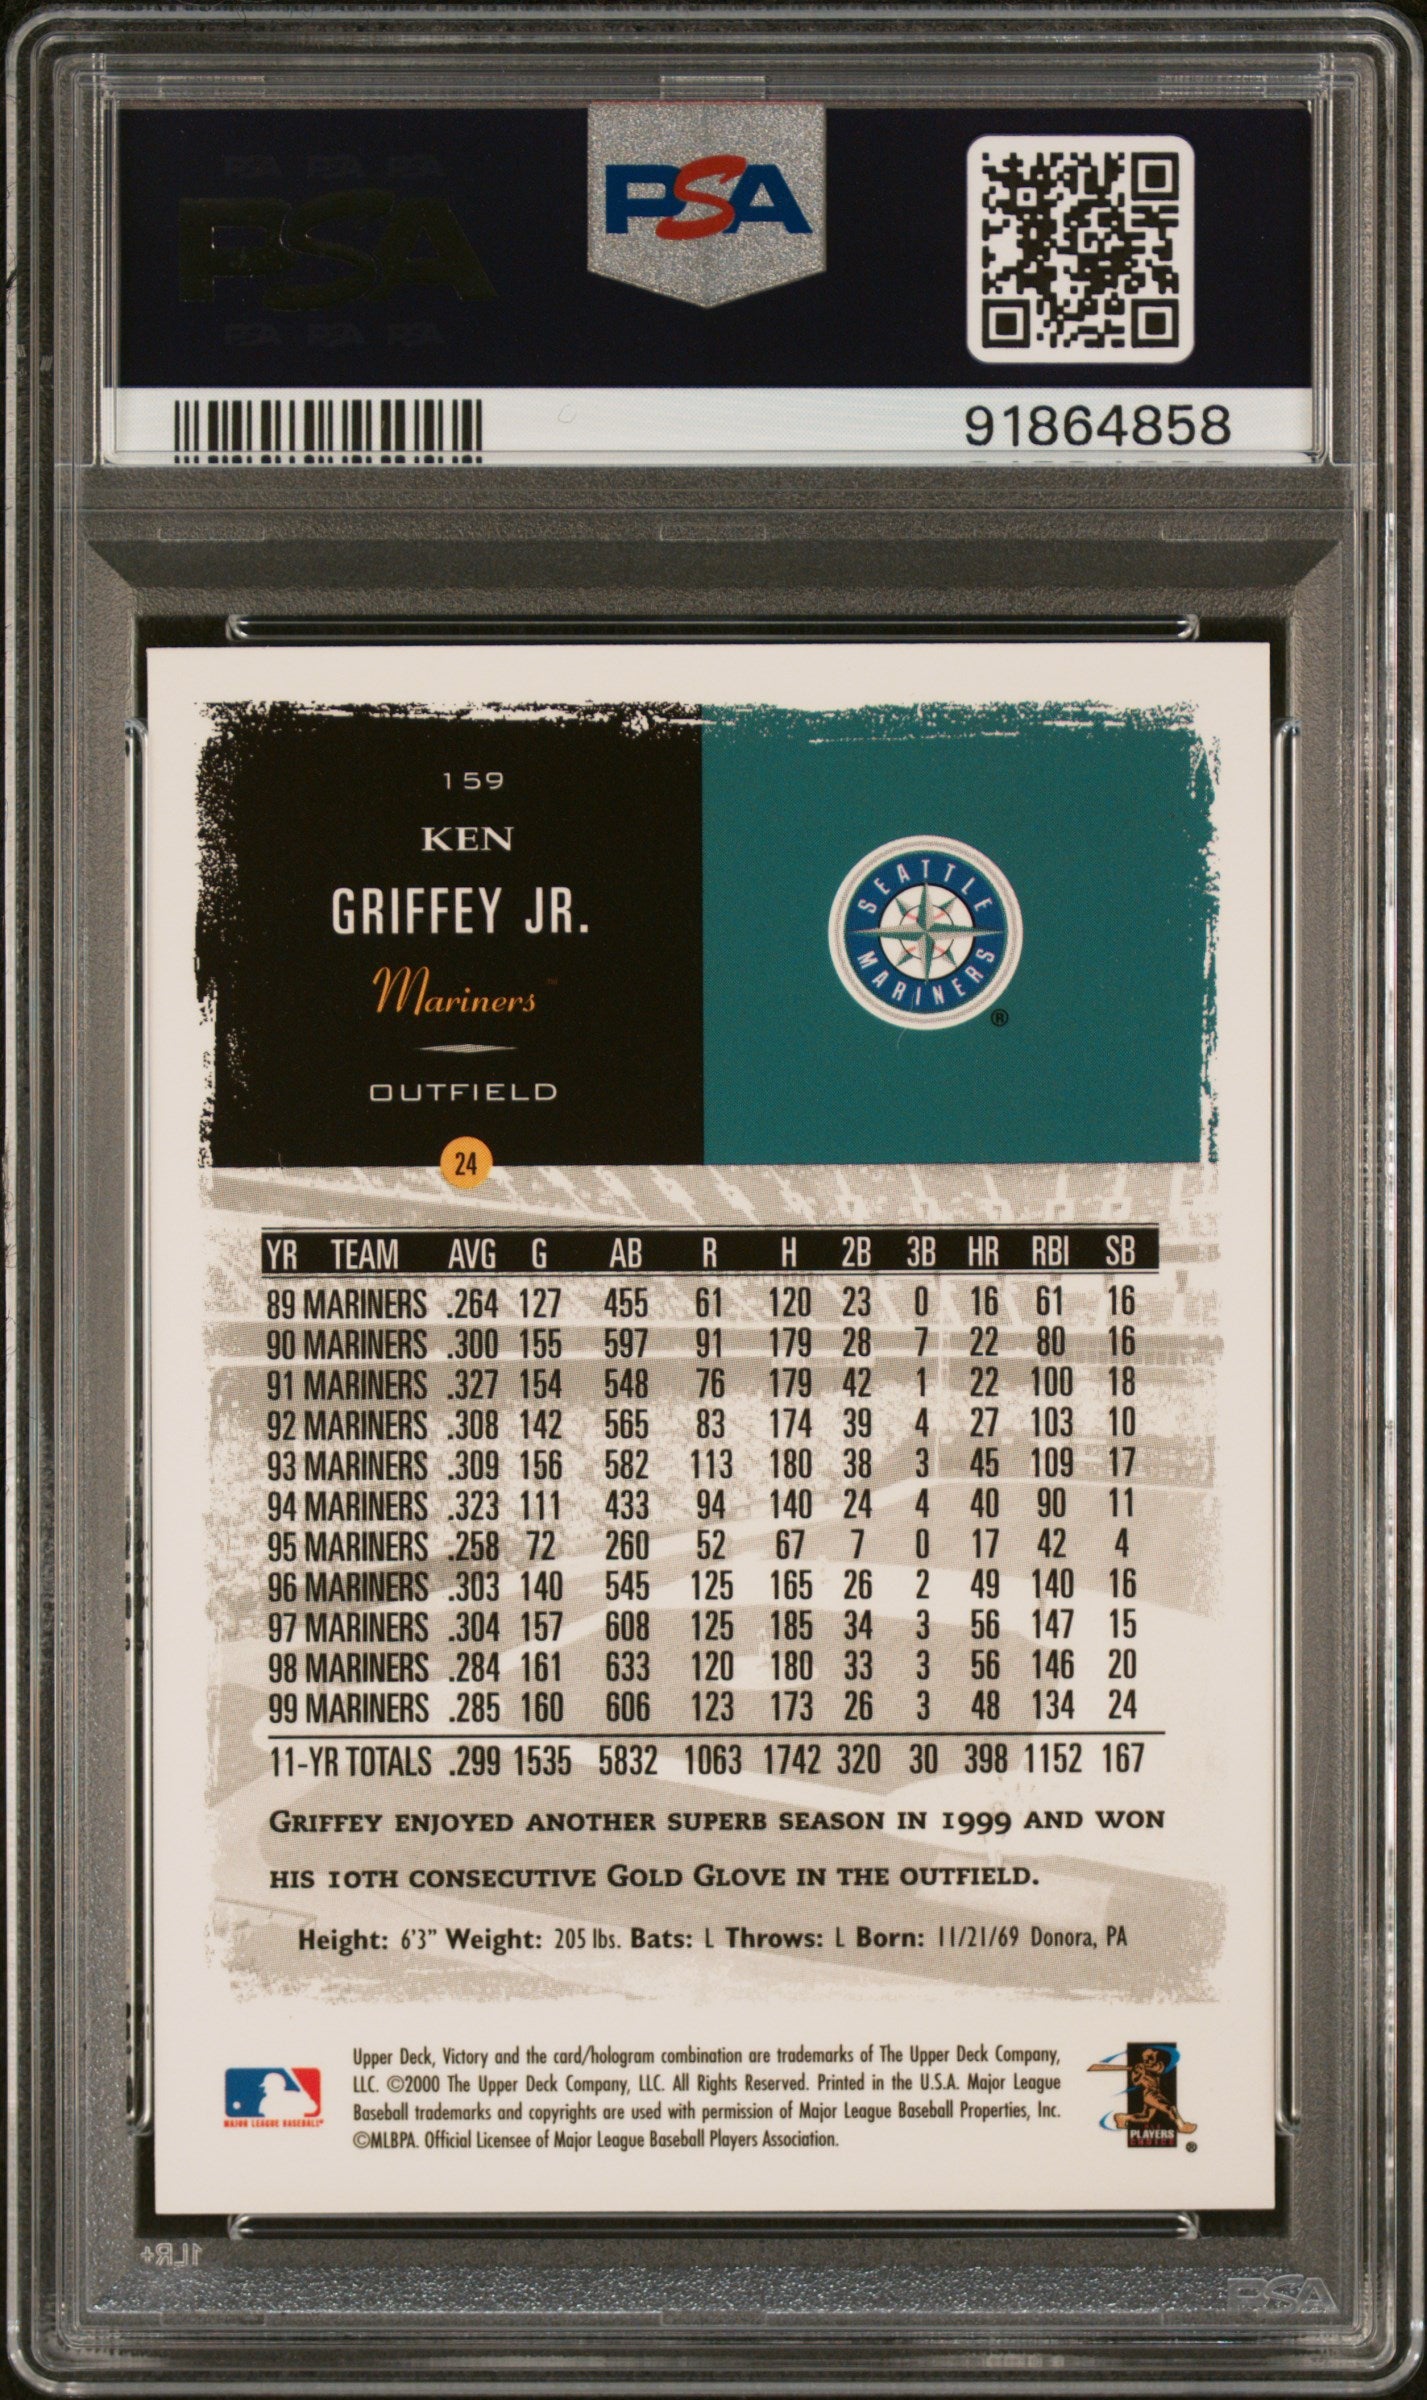 PSA PSA PSA
PSA
PSA PSA PSA
PSA
91864858
159
KEN
GRIFFEY JR.
Mariners™
OUTFIELD
24
SEATTLE
MARINERS
®
YR TEAM AVG G AB R H 2B 3B HR RBI SB
89 MARINERS .264 127 455 61 120 23 0 16 61 16
90 MARINERS .300 155 597 91 179 28 7 22 80 16
91 MARINERS .327 154 548 76 179 42 1 22 100 18
92 MARINERS .308 142 565 83 174 39 4 27 103 10
93 MARINERS .309 156 582 113 180 38 3 45 109 17
94 MARINERS .323 111 433 94 140 24 4 40 90 11
95 MARINERS .258 72 260 52 67 7 0 17 42 4
96 MARINERS .303 140 545 125 165 26 2 49 140 16
97 MARINERS .304 157 608 125 185 34 3 56 147 15
98 MARINERS .284 161 633 120 180 33 3 56 146 20
99 MARINERS .285 160 606 123 173 26 3 48 134 24
11-YR TOTALS .299 1535 5832 1063 1742 320 30 398 1152 167
GRIFFEY ENJOYED ANOTHER SUPERB SEASON IN 1999 AND WON
HIS 10TH CONSECUTIVE GOLD GLOVE IN THE OUTFIELD.
Height: 6'3" Weight: 205 lbs. Bats: L Throws: L Born: 11/21/69 Donora, PA
MAJOR LEAGUE BASEBALL®
Upper Deck, Victory and the card/hologram combination are trademarks of The Upper Deck Company,
LLC. ©2000 The Upper Deck Company, LLC. All Rights Reserved. Printed in the U.S.A. Major League
Baseball trademarks and copyrights are used with permission of Major League Baseball Properties, Inc.
©MLBPA. Official Licensee of Major League Baseball Players Association.
PLAYERS
CHOICE
®
1LR+
PSA